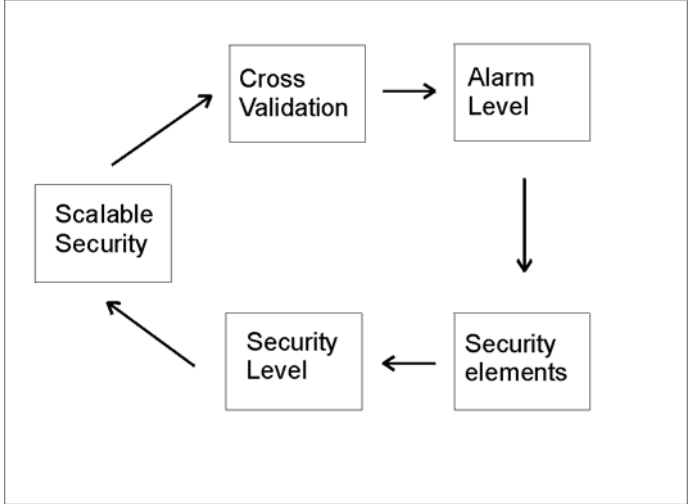 Cross
Validation
Alarm
Level
Scalable
Security
Security
Level
Security
elements